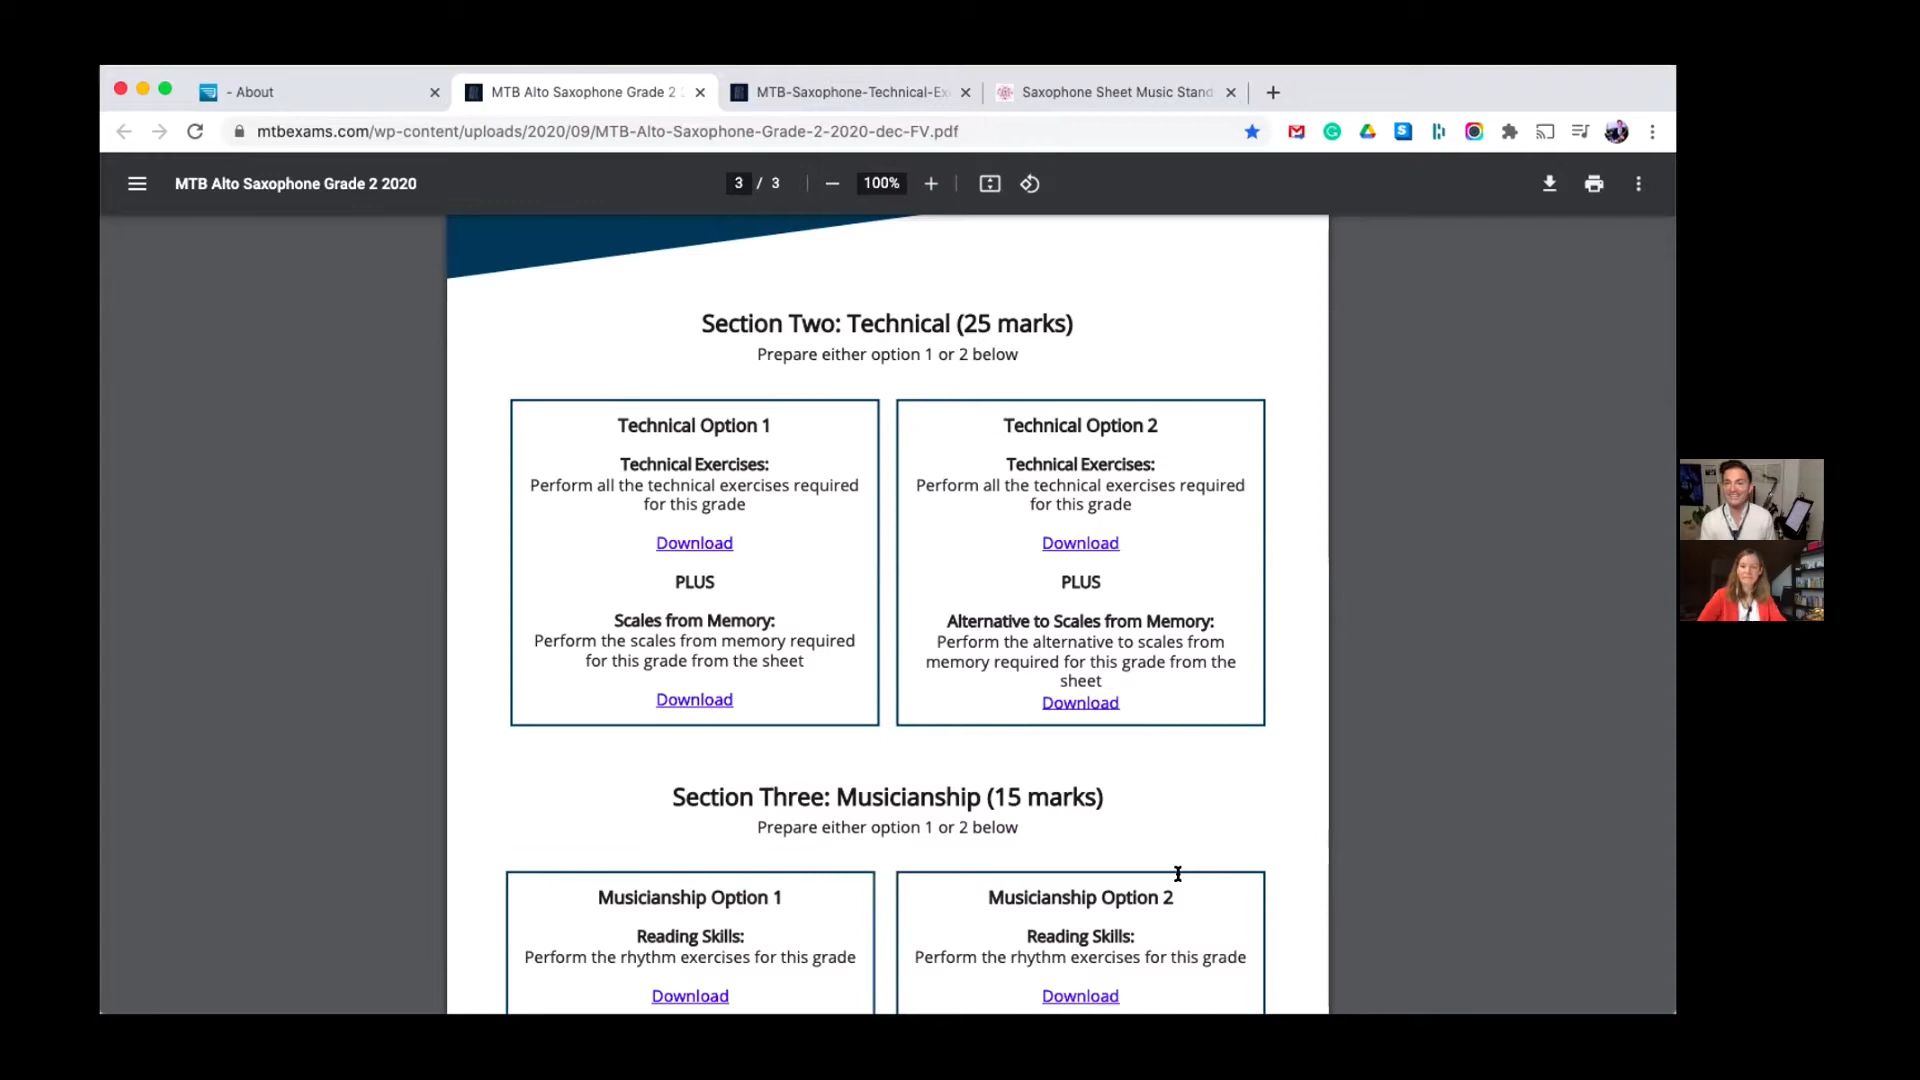 - About
MTB Alto Saxophone Grade 2
MTB-Saxophone-Technical-Ex
Saxophone Sheet Music Stand
mtbexams.com/wp-content/uploads/2020/09/MTB-Alto-Saxophone-Grade-2-2020-dec-FV.pdf
MTB Alto Saxophone Grade 2 2020
3 / 3
100%
Section Two: Technical (25 marks)
Prepare either option 1 or 2 below
Technical Option 1
Technical Exercises:
Perform all the technical exercises required
for this grade
Download
PLUS
Scales from Memory:
Perform the scales from memory required
for this grade from the sheet
Download
Technical Option 2
Technical Exercises:
Perform all the technical exercises required
for this grade
Download
PLUS
Alternative to Scales from Memory:
Perform the alternative to scales from
memory required for this grade from the
sheet
Download
Section Three: Musicianship (15 marks)
Prepare either option 1 or 2 below
Musicianship Option 1
Reading Skills:
Perform the rhythm exercises for this grade
Download
Musicianship Option 2
Reading Skills:
Perform the rhythm exercises for this grade
Download